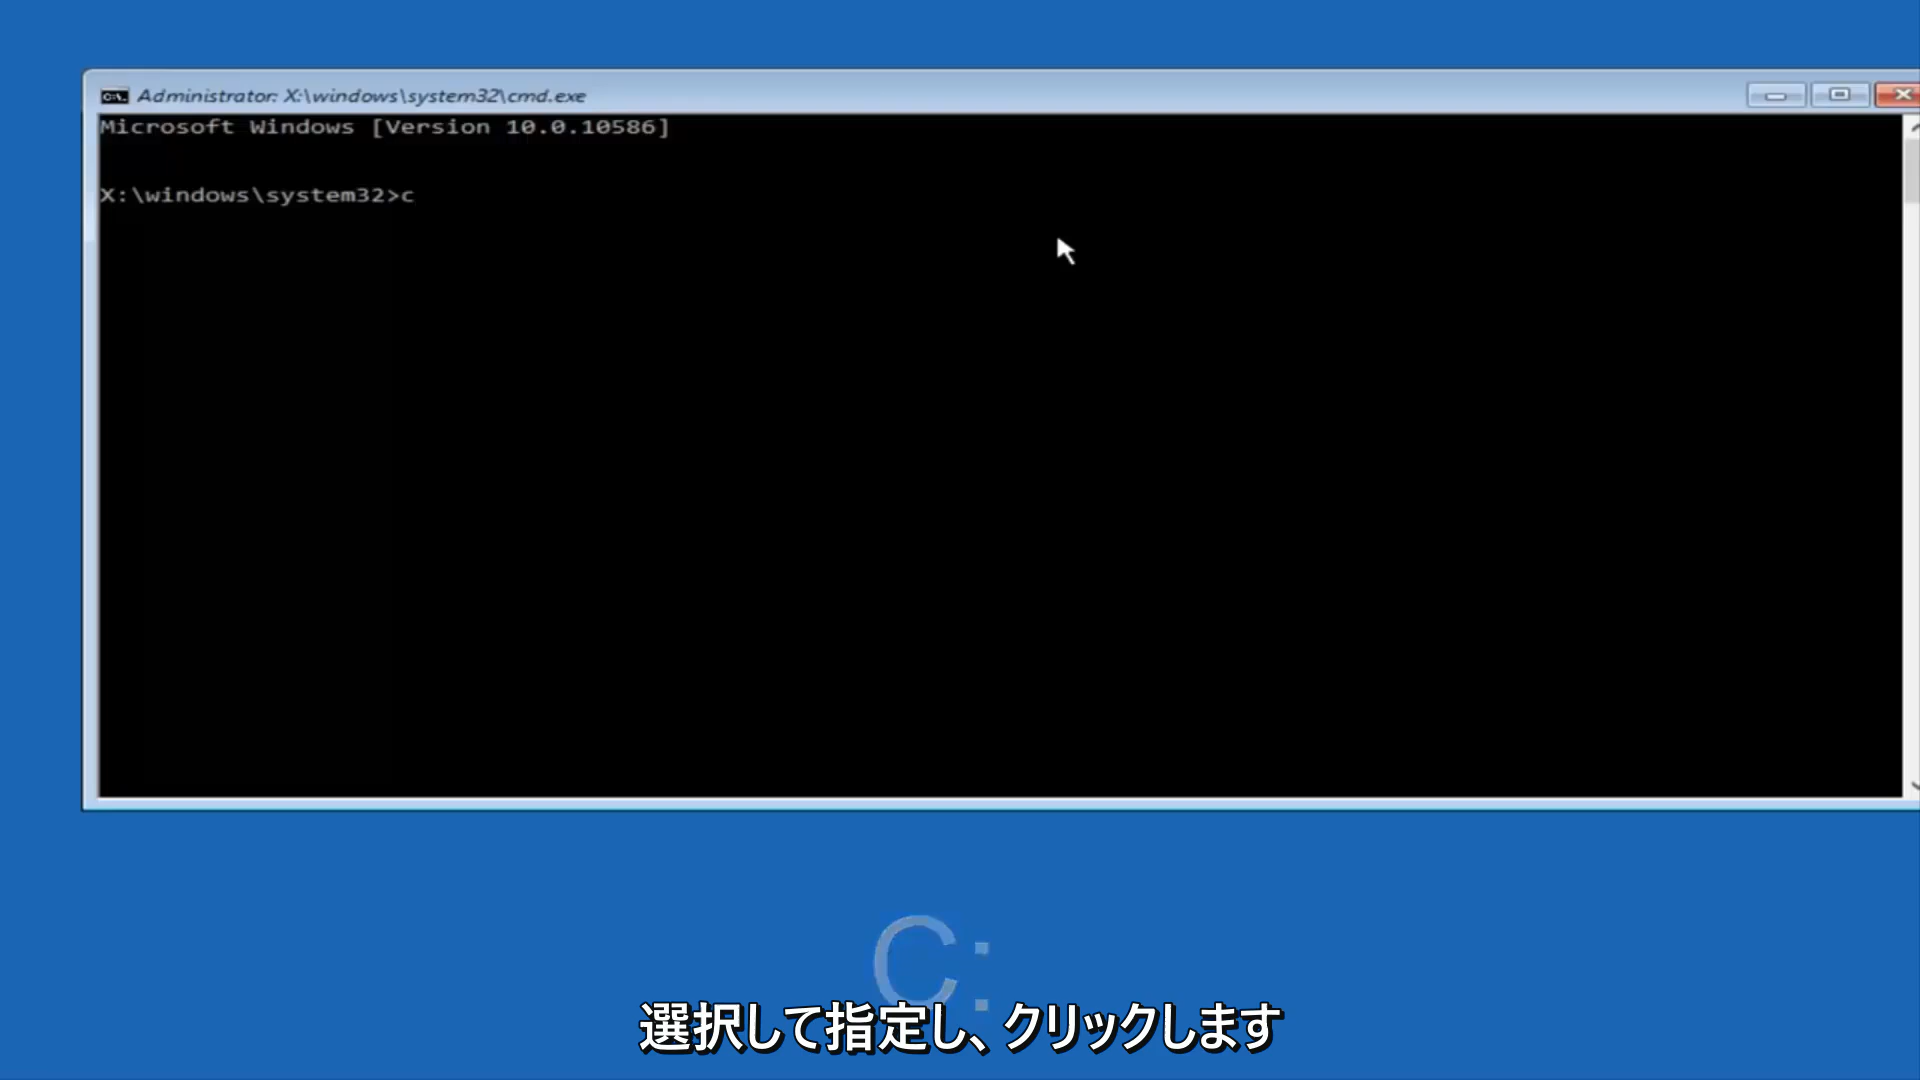 Administrator: X:\windows\system32\cmd.exe
Microsoft Windows [Version 10.0.10586]
X:\windows\system32>c
C:
選択して指定し、クリックします